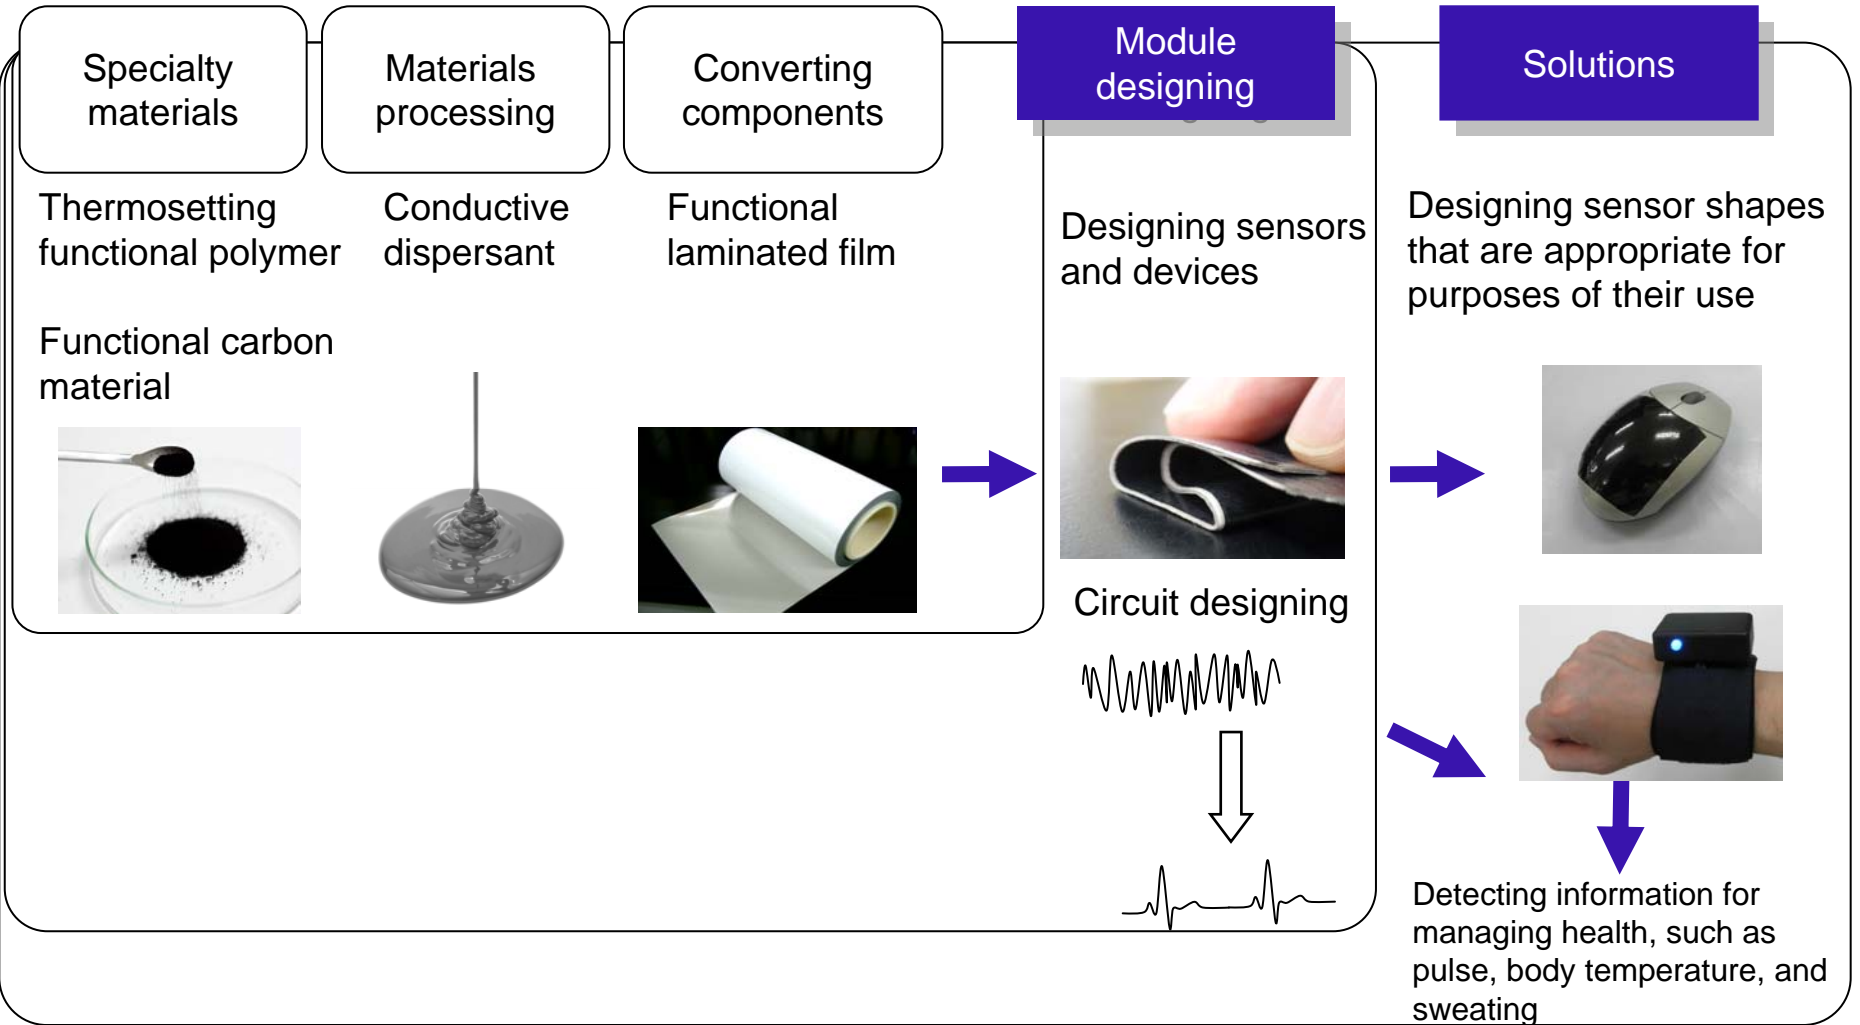 Specialty
materials
Materials
processing
Converting
components
Module
designing
Solutions
Thermosetting
functional polymer
Functional carbon
material
Conductive
dispersant
Functional
laminated film
Designing sensors
and devices
Circuit designing
Designing sensor shapes
that are appropriate for
purposes of their use
Detecting information for
managing health, such as
pulse, body temperature, and
sweating